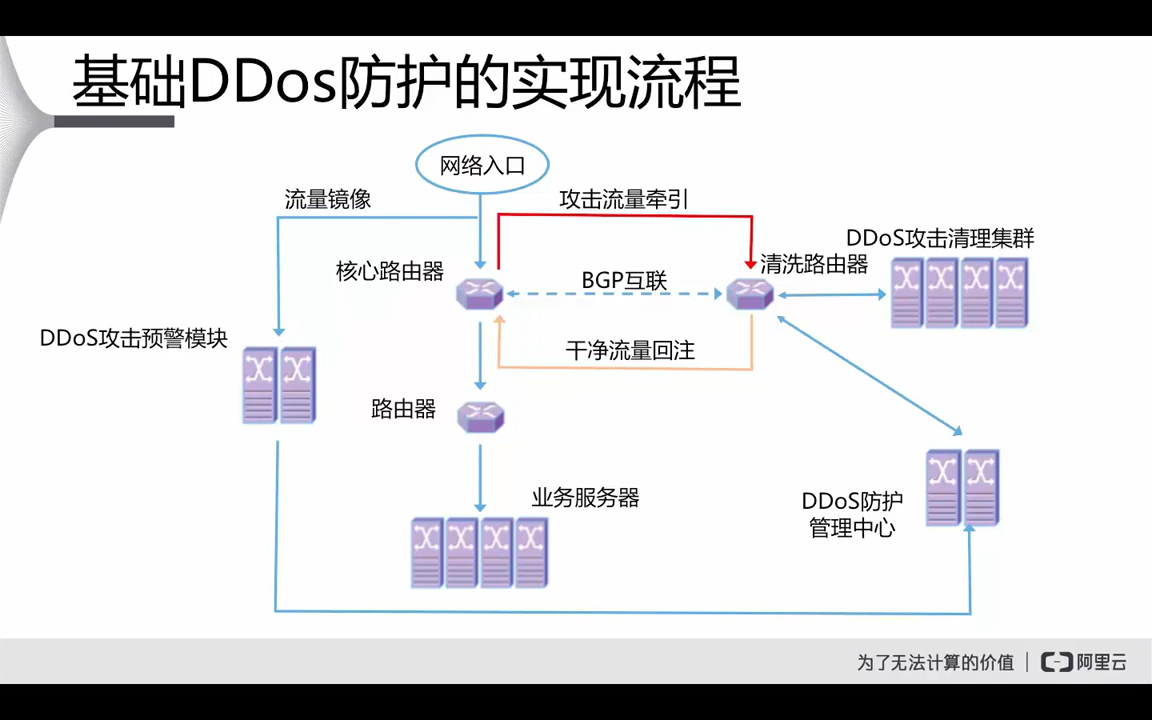 基础DDos防护的实现流程
网络入口
流量镜像
攻击流量牵引
DDoS攻击清理集群
核心路由器
BGP互联
清洗路由器
DDoS攻击预警模块
干净流量回注
路由器
业务服务器
DDoS防护
管理中心
为了无法计算的价值 | 阿里云